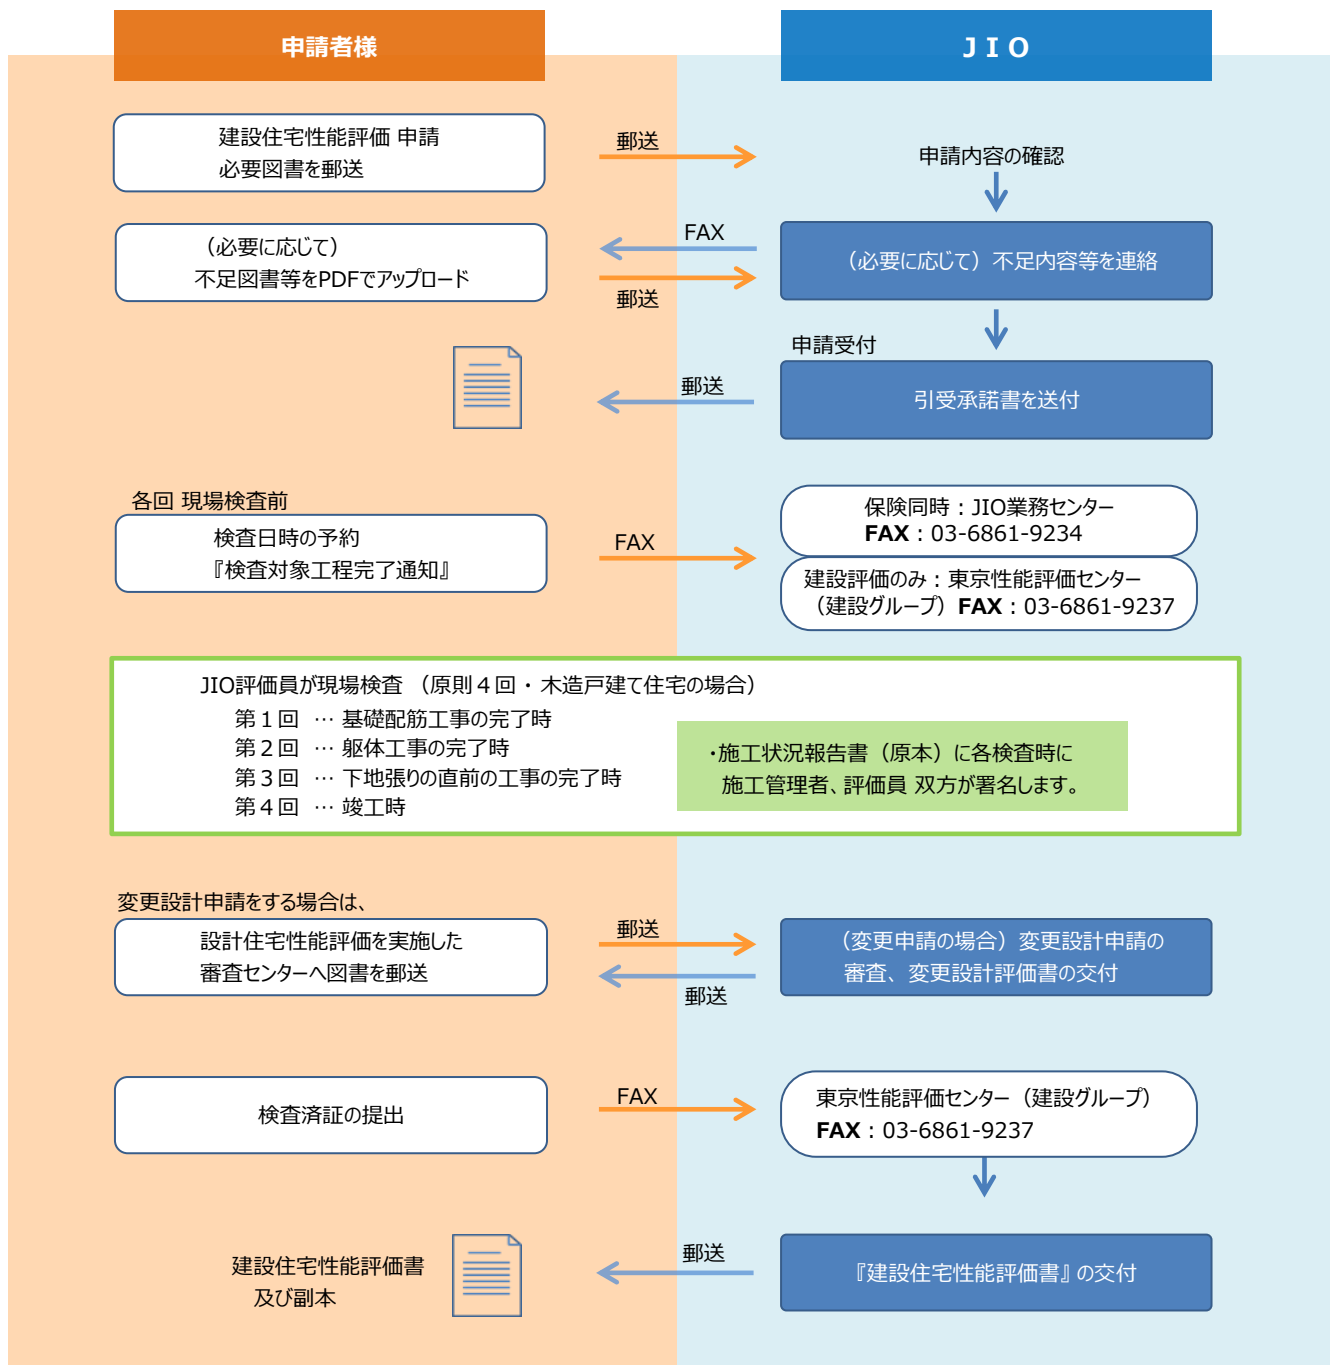 申請者様
ＪＩＯ
建設住宅性能評価 申請
必要図書を郵送
郵送
申請内容の確認
（必要に応じて）
不足図書等をPDFでアップロード
FAX
郵送
（必要に応じて）不足内容等を連絡
申請受付
郵送
引受承諾書を送付
各回 現場検査前
検査日時の予約
『検査対象工程完了通知』
FAX
保険同時：JIO業務センター
FAX：03-6861-9234
建設評価のみ：東京性能評価センター
（建設グループ）FAX：03-6861-9237
JIO評価員が現場検査 （原則４回・木造戸建て住宅の場合）
第１回 … 基礎配筋工事の完了時
第２回 … 躯体工事の完了時
第３回 … 下地張りの直前の工事の完了時
第４回 … 竣工時
・施工状況報告書（原本）に各検査時に
施工管理者、評価員 双方が署名します。
変更設計申請をする場合は、
設計住宅性能評価を実施した
審査センターへ図書を郵送
郵送
郵送
（変更申請の場合）変更設計申請の
審査、変更設計評価書の交付
検査済証の提出
FAX
東京性能評価センター（建設グループ）
FAX：03-6861-9237
建設住宅性能評価書
及び副本
郵送
『建設住宅性能評価書』の交付